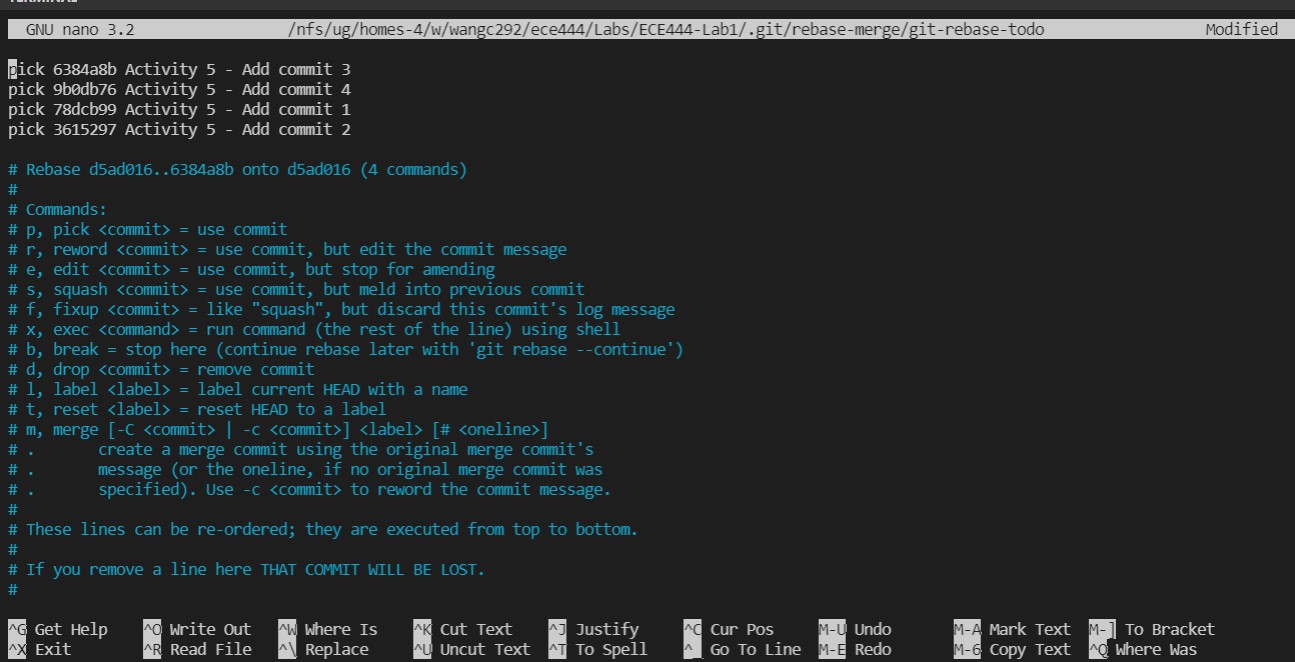 TERMINAL
GNU nano 3.2 /nfs/ug/homes-4/w/wangc292/ece444/Labs/ECE444-Lab1/.git/rebase-merge/git-rebase-todo Modified
pick 6384a8b Activity 5 - Add commit 3
pick 9b0db76 Activity 5 - Add commit 4
pick 78dcb99 Activity 5 - Add commit 1
pick 3615297 Activity 5 - Add commit 2
# Rebase d5ad016..6384a8b onto d5ad016 (4 commands)
#
# Commands:
# p, pick <commit> = use commit
# r, reword <commit> = use commit, but edit the commit message
# e, edit <commit> = use commit, but stop for amending
# s, squash <commit> = use commit, but meld into previous commit
# f, fixup <commit> = like "squash", but discard this commit's log message
# x, exec <command> = run command (the rest of the line) using shell
# b, break = stop here (continue rebase later with 'git rebase --continue')
# d, drop <commit> = remove commit
# l, label <label> = label current HEAD with a name
# t, reset <label> = reset HEAD to a label
# m, merge [-C <commit> | -c <commit>] <label> [# <oneline>]
# .       create a merge commit using the original merge commit's
# .       message (or the oneline, if no original merge commit was
# .       specified). Use -c <commit> to reword the commit message.
#
# These lines can be re-ordered; they are executed from top to bottom.
#
# If you remove a line here THAT COMMIT WILL BE LOST.
#
^G Get Help ^O Write Out ^W Where Is ^K Cut Text ^J Justify ^C Cur Pos M-U Undo M-A Mark Text M-] To Bracket
^X Exit ^R Read File ^\ Replace ^U Uncut Text ^T To Spell ^_ Go To Line M-E Redo M-6 Copy Text ^Q Where Was